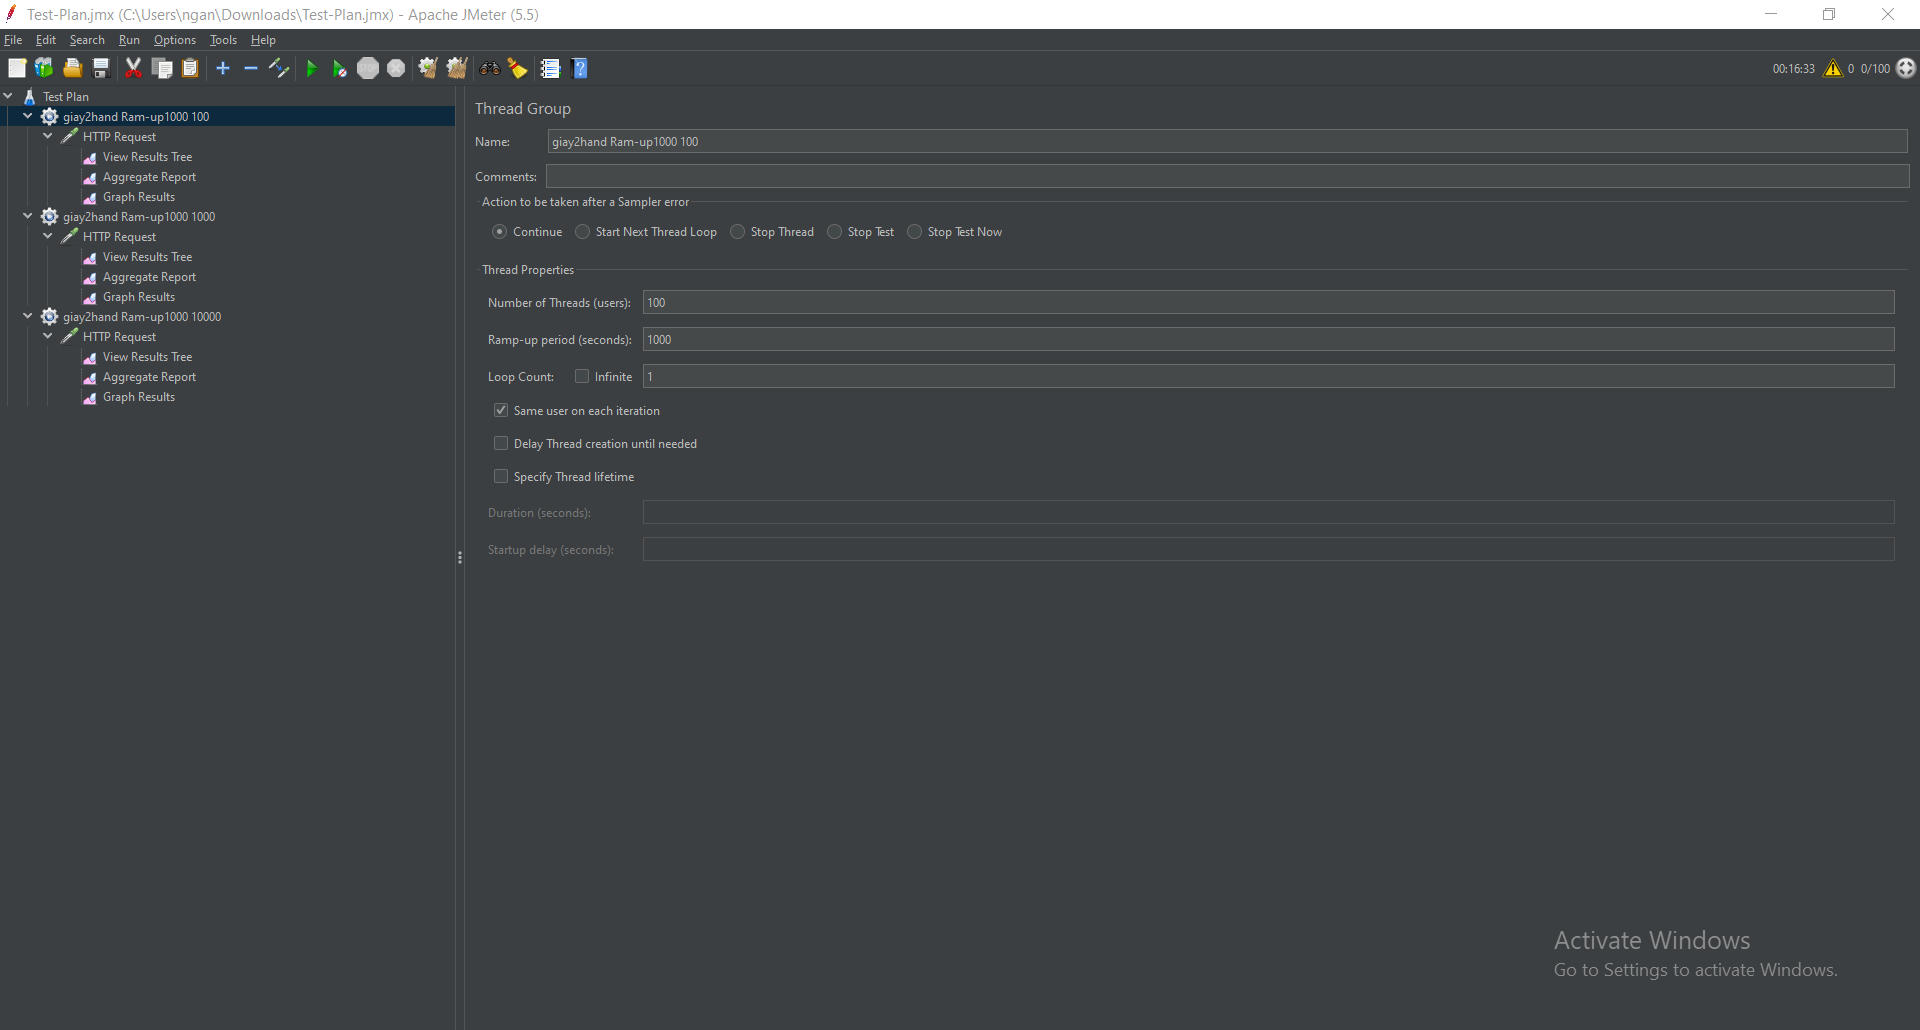 Test-Plan.jmx (C:\Users\ngan\Downloads\Test-Plan.jmx) - Apache JMeter (5.5)
File Edit Search Run Options Tools Help
00:16:33 0 0/100
Test Plan
giay2hand Ram-up1000 100
HTTP Request
View Results Tree
Aggregate Report
Graph Results
giay2hand Ram-up1000 1000
HTTP Request
View Results Tree
Aggregate Report
Graph Results
giay2hand Ram-up1000 10000
HTTP Request
View Results Tree
Aggregate Report
Graph Results
Thread Group
Name: giay2hand Ram-up1000 100
Comments:
Action to be taken after a Sampler error
Continue Start Next Thread Loop Stop Thread Stop Test Stop Test Now
Thread Properties
Number of Threads (users): 100
Ramp-up period (seconds): 1000
Loop Count: Infinite 1
Same user on each iteration
Delay Thread creation until needed
Specify Thread lifetime
Duration (seconds):
Startup delay (seconds):
Activate Windows
Go to Settings to activate Windows.